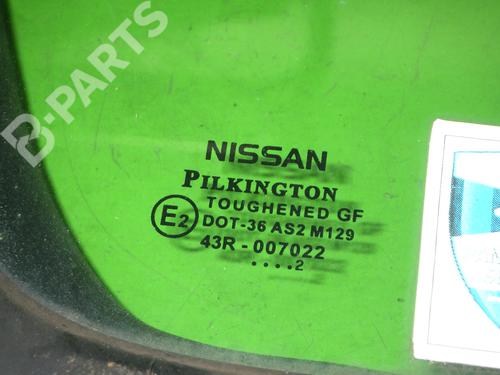 B-PARTS
NISSAN
PILKINGTON
TOUGHENED GF
E2
DOT-36 AS2 M129
43R - 007022
....2